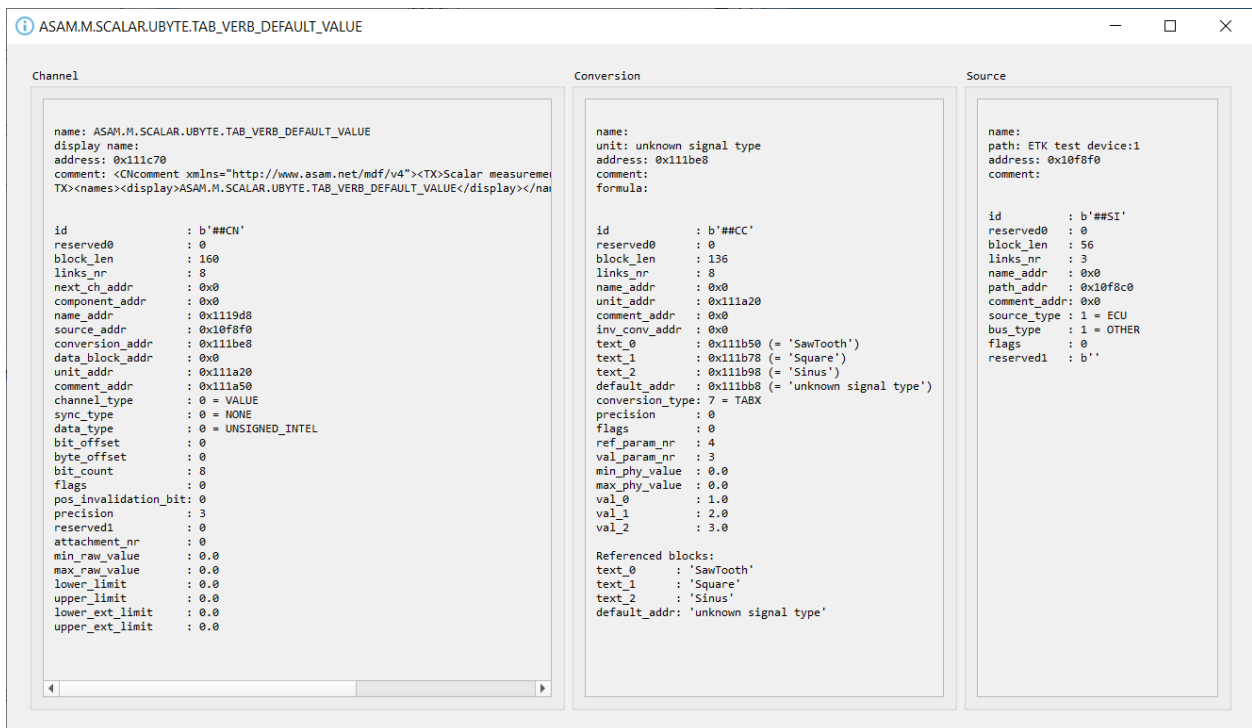 ASAM.M.SCALAR.UBYTE.TAB_VERB_DEFAULT_VALUE
Channel
name: ASAM.M.SCALAR.UBYTE.TAB_VERB_DEFAULT_VALUE
display name:
address: 0x111c70
comment: <CNcomment xmlns="http://www.asam.net/mdf/v4"><TX>Scalar measureme
TX><names><display>ASAM.M.SCALAR.UBYTE.TAB_VERB_DEFAULT_VALUE</display></na
id : b'##CN'
reserved0 : 0
block_len : 160
links_nr : 8
next_ch_addr : 0x0
component_addr : 0x0
name_addr : 0x1119d8
source_addr : 0x10f8f0
conversion_addr : 0x111be8
data_block_addr : 0x0
unit_addr : 0x111a20
comment_addr : 0x111a50
channel_type : 0 = VALUE
sync_type : 0 = NONE
data_type : 0 = UNSIGNED_INTEL
bit_offset : 0
byte_offset : 0
bit_count : 8
flags : 0
pos_invalidation_bit: 0
precision : 3
reserved1 : 0
attachment_nr : 0
min_raw_value : 0.0
max_raw_value : 0.0
lower_limit : 0.0
upper_limit : 0.0
lower_ext_limit : 0.0
upper_ext_limit : 0.0
Conversion
name:
unit: unknown signal type
address: 0x111be8
comment:
formula:
id : b'##CC'
reserved0 : 0
block_len : 136
links_nr : 8
name_addr : 0x0
unit_addr : 0x111a20
comment_addr : 0x0
inv_conv_addr : 0x0
text_0 : 0x111b50 (= 'SawTooth')
text_1 : 0x111b78 (= 'Square')
text_2 : 0x111b98 (= 'Sinus')
default_addr : 0x111bb8 (= 'unknown signal type')
conversion_type: 7 = TABX
precision : 0
flags : 0
ref_param_nr : 4
val_param_nr : 3
min_phy_value : 0.0
max_phy_value : 0.0
val_0 : 1.0
val_1 : 2.0
val_2 : 3.0
Referenced blocks:
text_0 : 'SawTooth'
text_1 : 'Square'
text_2 : 'Sinus'
default_addr: 'unknown signal type'
Source
name:
path: ETK test device:1
address: 0x10f8f0
comment:
id : b'##SI'
reserved0 : 0
block_len : 56
links_nr : 3
name_addr : 0x0
path_addr : 0x10f8c0
comment_addr: 0x0
source_type : 1 = ECU
bus_type : 1 = OTHER
flags : 0
reserved1 : b''